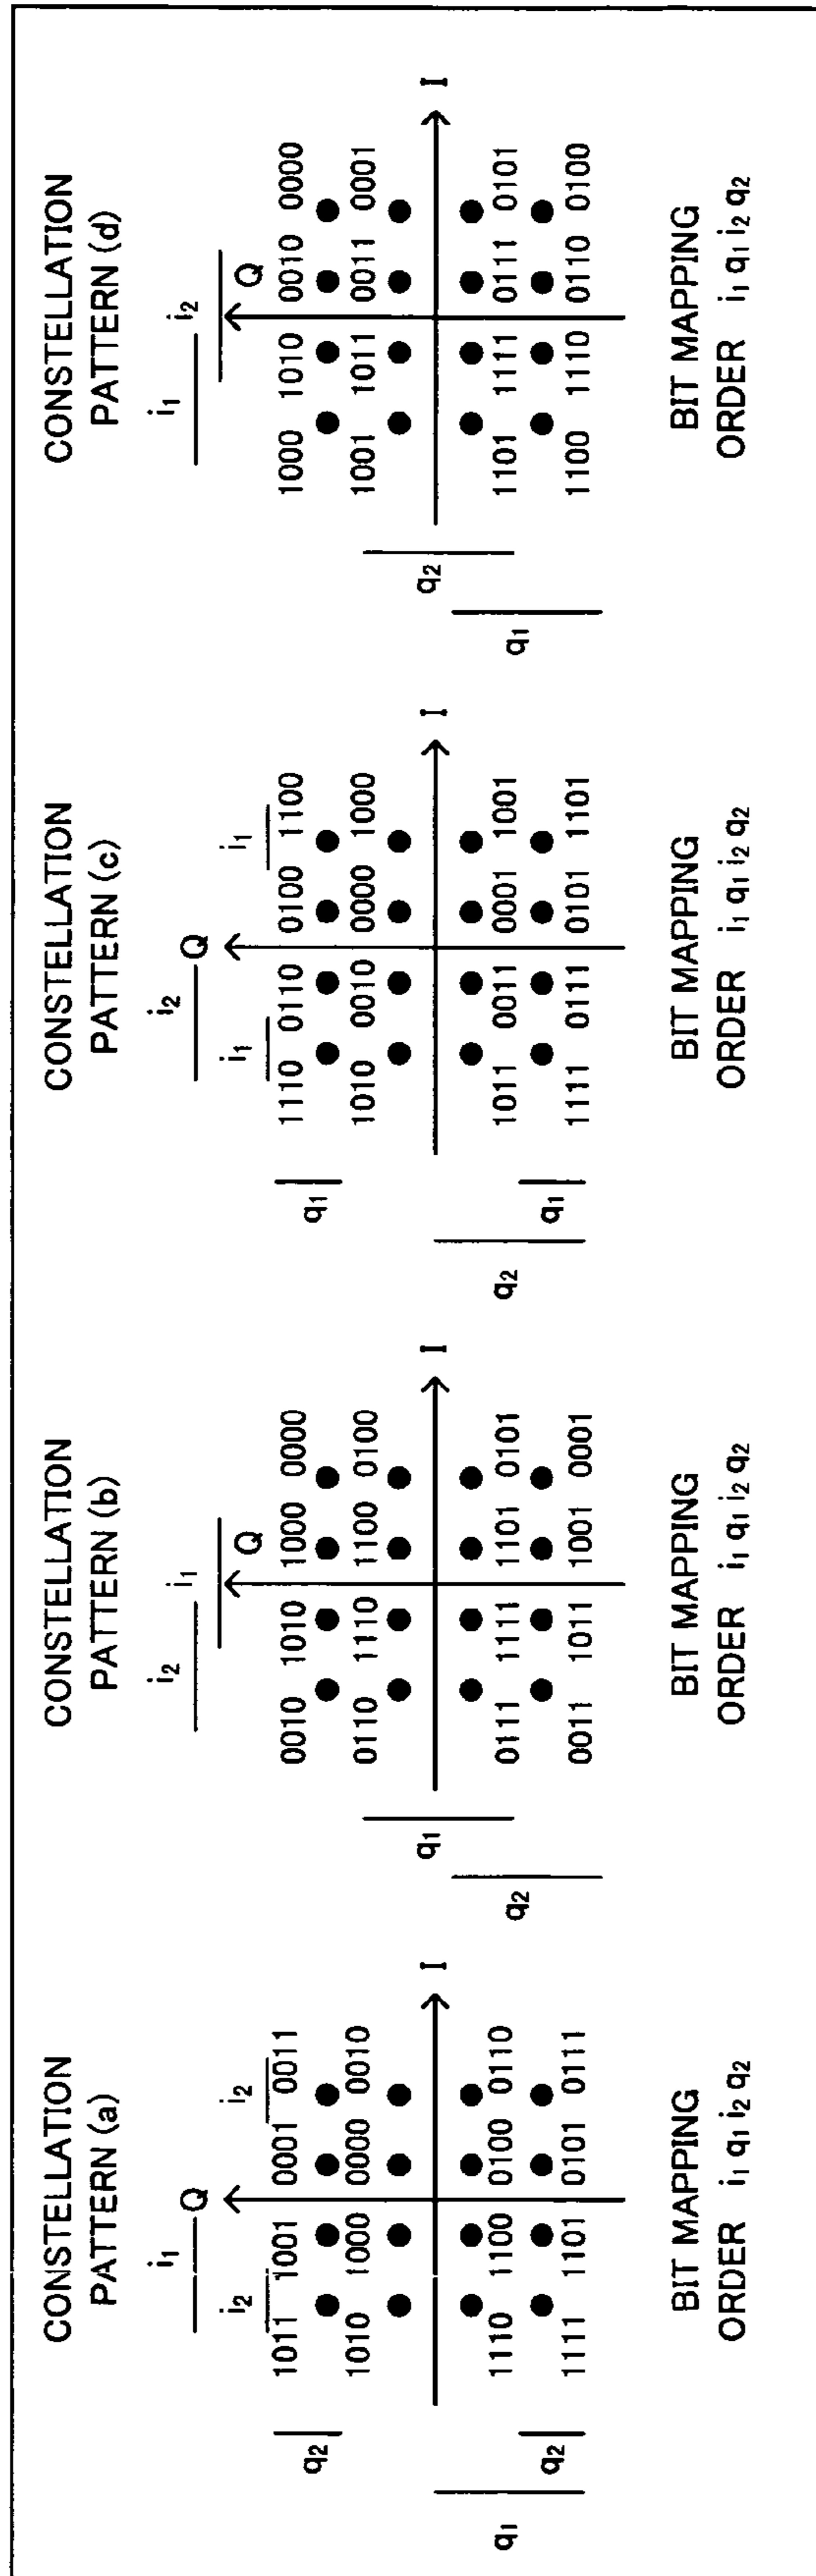 CONSTELLATION
PATTERN (a)
i1
i2 Q i2
1011 1001 0001 0011
1010 1000 0000 0010
q2
I
1110 1100 0100 0110
1111 1101 0101 0111
q2
q1
BIT MAPPING
ORDER i1 q1 i2 q2
CONSTELLATION
PATTERN (b)
i2 i1
Q
0010 1010 1000 0000
0110 1110 1100 0100
q1
I
0111 1111 1101 0101
0011 1011 1001 0001
q2
BIT MAPPING
ORDER i1 q1 i2 q2
CONSTELLATION
PATTERN (c)
i2
i1 Q i1
1110 0110 0100 1100
1010 0010 0000 1000
q1
I
1011 0011 0001 1001
1111 0111 0101 1101
q1
q2
BIT MAPPING
ORDER i1 q1 i2 q2
CONSTELLATION
PATTERN (d)
i1 i2
Q
1000 1010 0010 0000
1001 1011 0011 0001
q2
I
1101 1111 0111 0101
1100 1110 0110 0100
q1
BIT MAPPING
ORDER i1 q1 i2 q2